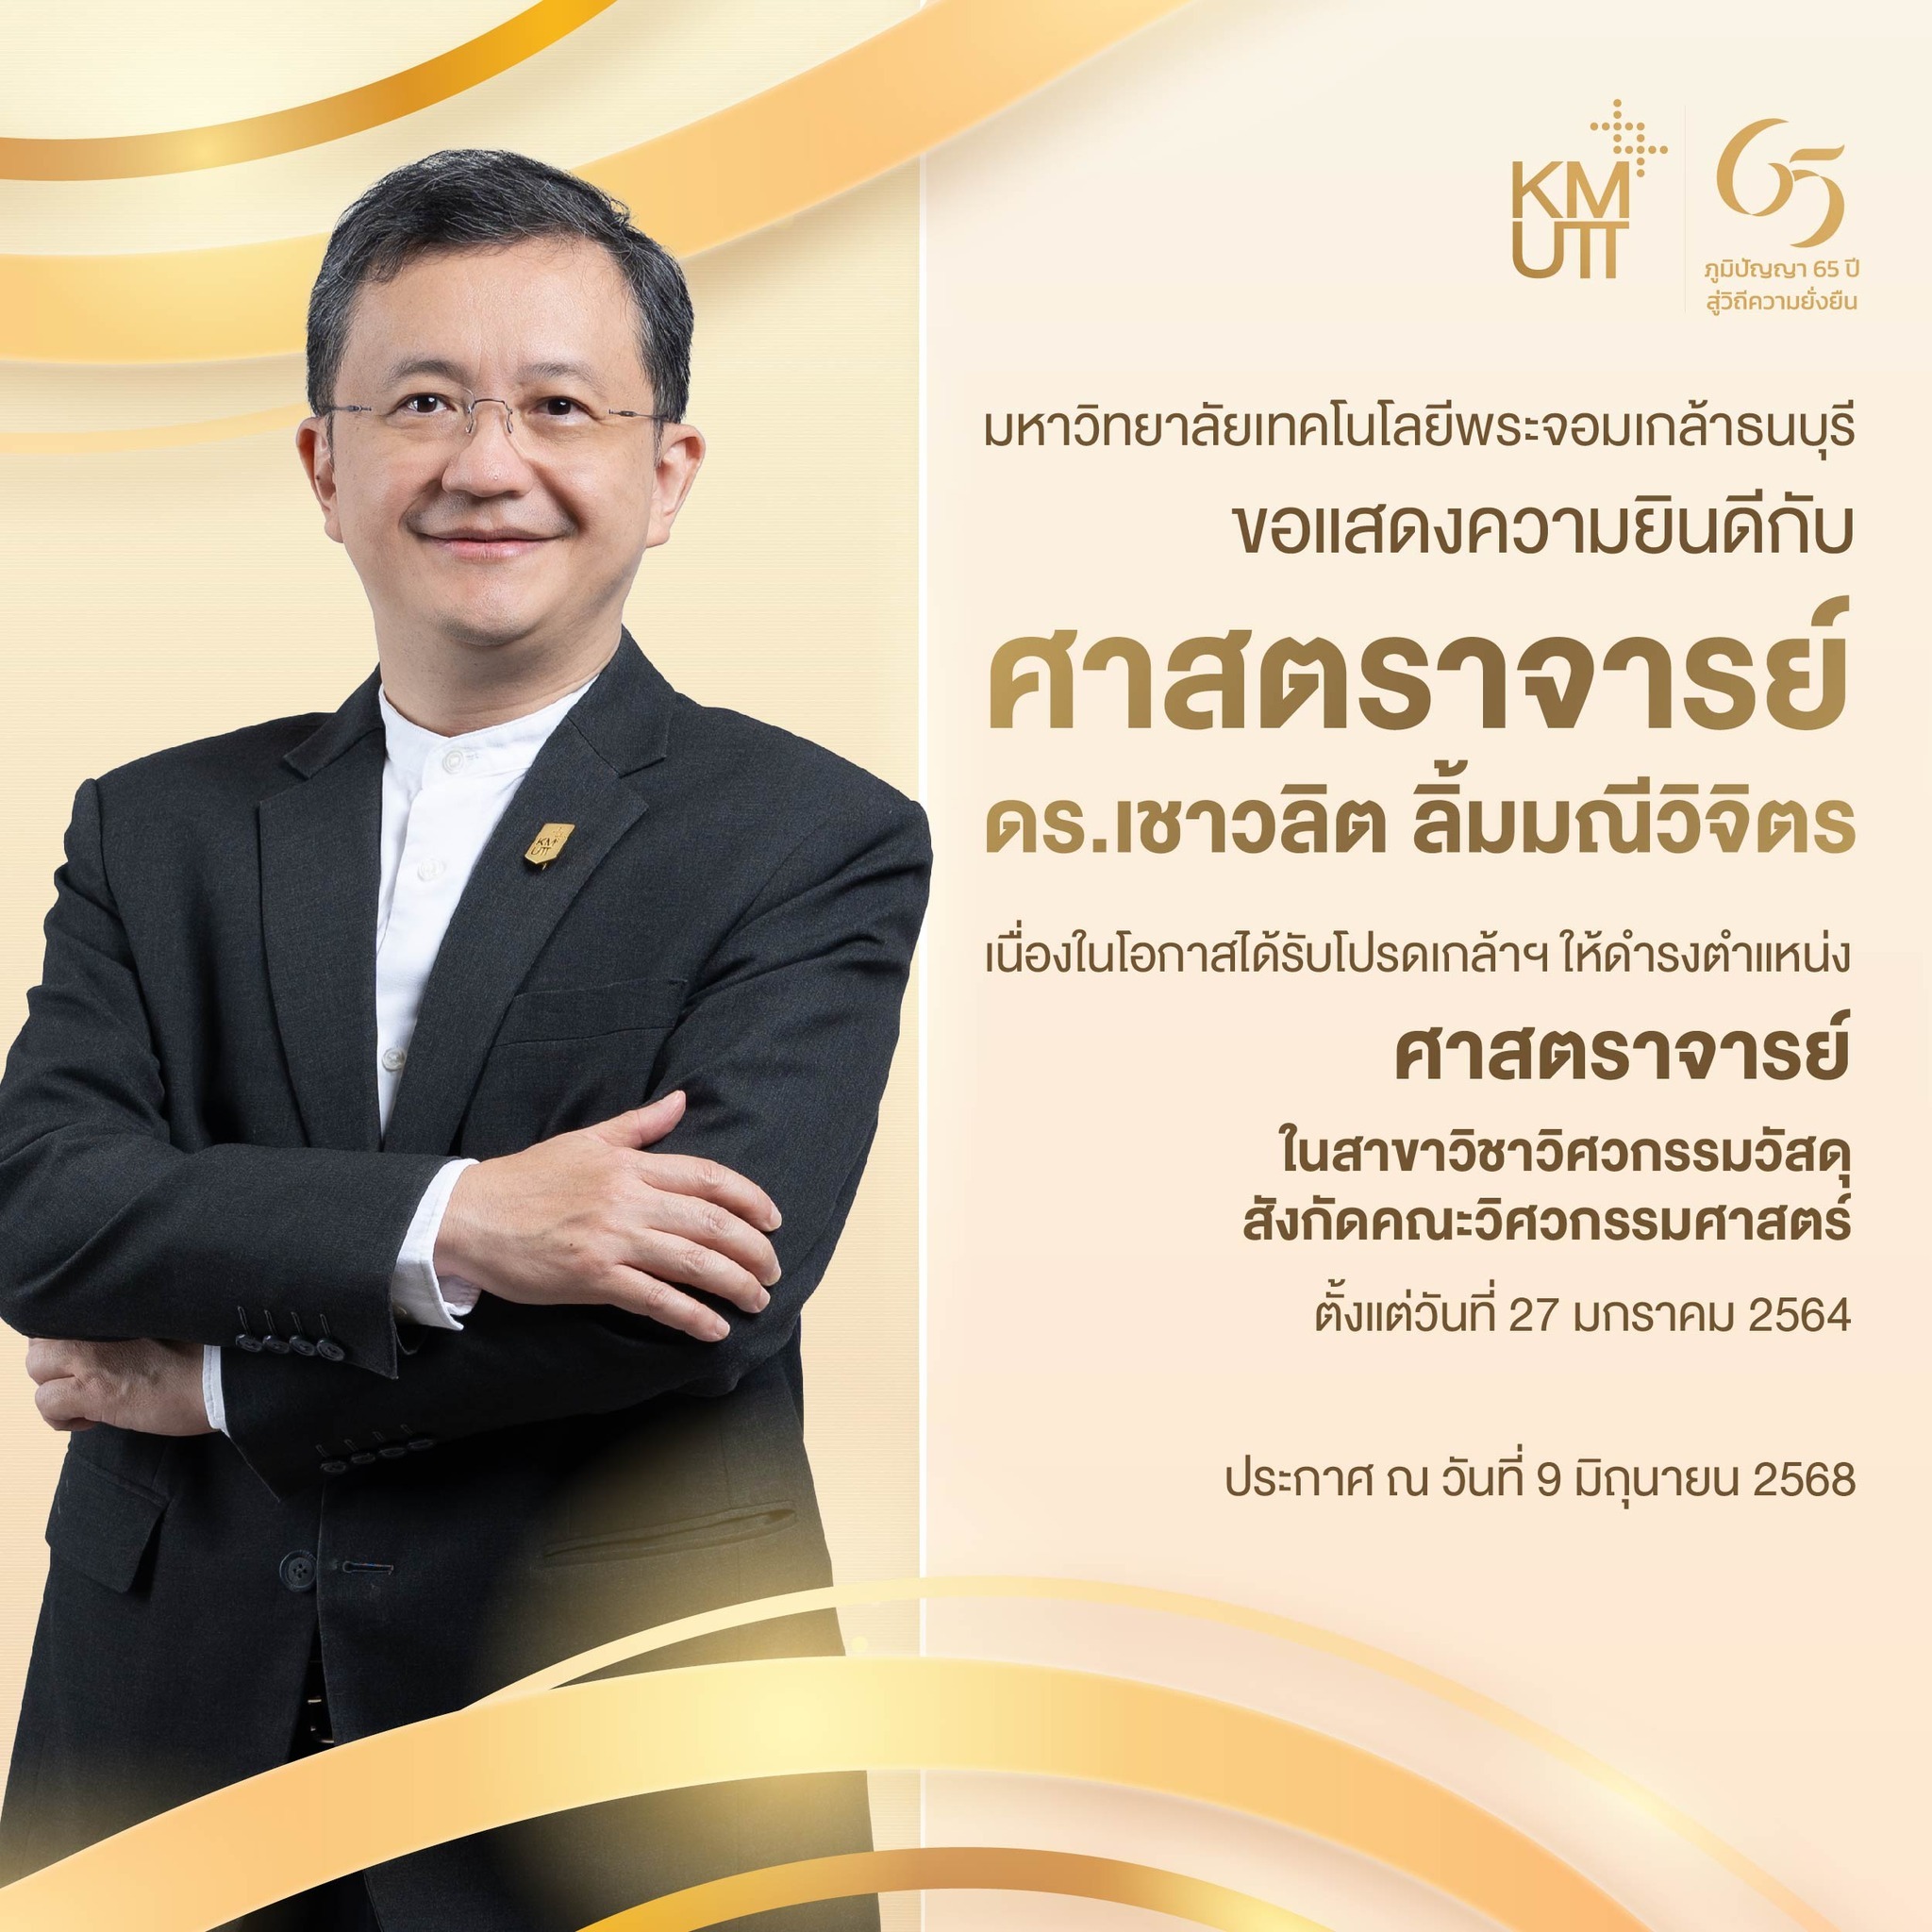 KM
UTT
65
ภูมิปัญญา 65 ปี
สู่วิถีความยั่งยืน
มหาวิทยาลัยเทคโนโลยีพระจอมเกล้าธนบุรี
ขอแสดงความยินดีกับ
ศาสตราจารย์
ดร.เชาวลิต ลิ้มมณีวิจิตร
เนื่องในโอกาสได้รับโปรดเกล้าฯ ให้ดำรงตำแหน่ง
ศาสตราจารย์
ในสาขาวิชาวิศวกรรมวัสดุ
สังกัดคณะวิศวกรรมศาสตร์
ตั้งแต่วันที่ 27 มกราคม 2564
ประกาศ ณ วันที่ 9 มิถุนายน 2568
KM
UTT